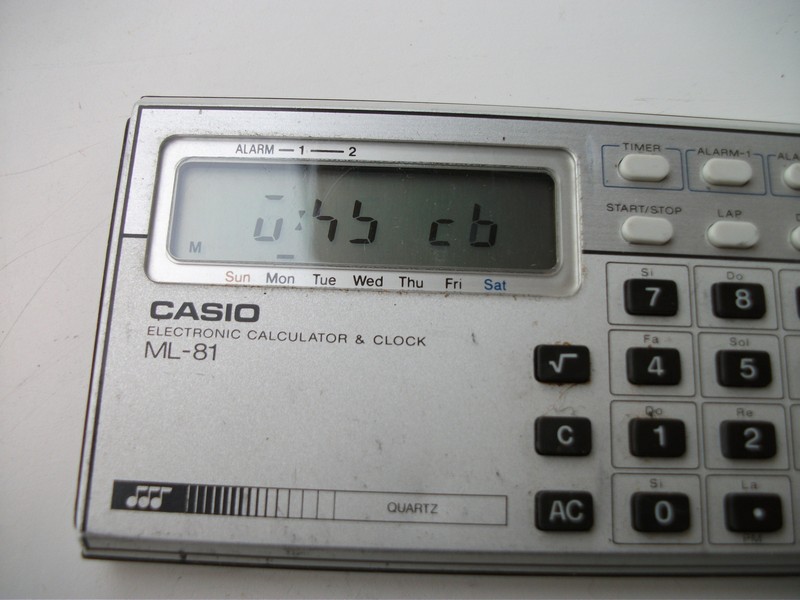 ALARM — 1 — 2
TIMER ALARM-1
START/STOP LAP
M
Sun Mon Tue Wed Thu Fri Sat
CASIO
ELECTRONIC CALCULATOR & CLOCK
ML-81
Si Do
7 8
Fa Sol
√ 4 5
Do Re
C 1 2
Si La
QUARTZ
AC 0 •
PM